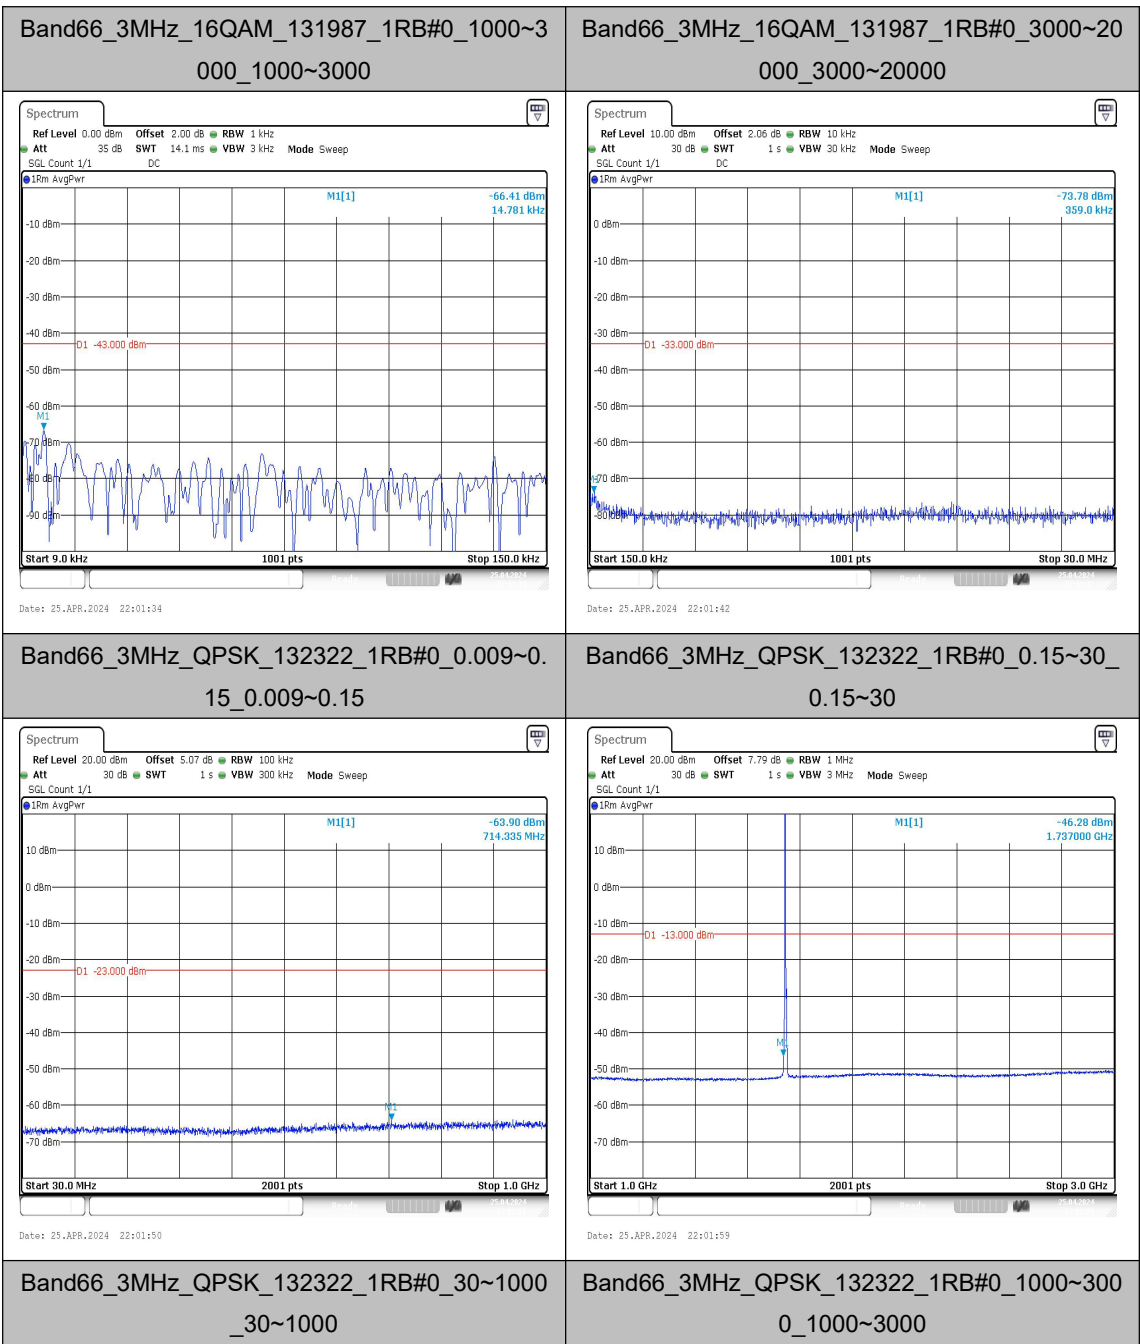 Band66_3MHz_16QAM_131987_1RB#0_1000~3
000_1000~3000
Band66_3MHz_16QAM_131987_1RB#0_3000~20
000_3000~20000
Spectrum
Ref Level 0.00 dBm Offset 2.00 dB RBW 1 kHz
Att 35 dB SWT 14.1 ms VBW 3 kHz Mode Sweep
SGL Count 1/1 DC
1Rm AvgPwr
M1[1] -66.41 dBm
14.781 kHz
-10 dBm
-20 dBm
-30 dBm
-40 dBm
D1 -43.000 dBm
-50 dBm
-60 dBm
M1
-70 dBm
-80 dBm
-90 dBm
Start 9.0 kHz 1001 pts Stop 150.0 kHz
Ready 25.04.2024
Date: 25.APR.2024 22:01:34
Spectrum
Ref Level 10.00 dBm Offset 2.06 dB RBW 10 kHz
Att 30 dB SWT 1 s VBW 30 kHz Mode Sweep
SGL Count 1/1 DC
1Rm AvgPwr
M1[1] -73.78 dBm
359.0 kHz
0 dBm
-10 dBm
-20 dBm
-30 dBm
D1 -33.000 dBm
-40 dBm
-50 dBm
-60 dBm
-70 dBm
-80 dBm
Start 150.0 kHz 1001 pts Stop 30.0 MHz
Ready 25.04.2024
Date: 25.APR.2024 22:01:42
Band66_3MHz_QPSK_132322_1RB#0_0.009~0.
15_0.009~0.15
Band66_3MHz_QPSK_132322_1RB#0_0.15~30_
0.15~30
Spectrum
Ref Level 20.00 dBm Offset 5.07 dB RBW 100 kHz
Att 30 dB SWT 1 s VBW 300 kHz Mode Sweep
SGL Count 1/1
1Rm AvgPwr
M1[1] -63.90 dBm
714.335 MHz
10 dBm
0 dBm
-10 dBm
-20 dBm
D1 -23.000 dBm
-30 dBm
-40 dBm
-50 dBm
-60 dBm
M1
-70 dBm
Start 30.0 MHz 2001 pts Stop 1.0 GHz
Ready 25.04.2024
Date: 25.APR.2024 22:01:50
Spectrum
Ref Level 20.00 dBm Offset 7.79 dB RBW 1 MHz
Att 30 dB SWT 1 s VBW 3 MHz Mode Sweep
SGL Count 1/1
1Rm AvgPwr
M1[1] -46.28 dBm
1.737000 GHz
10 dBm
0 dBm
-10 dBm
D1 -13.000 dBm
-20 dBm
-30 dBm
-40 dBm
M1
-50 dBm
-60 dBm
-70 dBm
Start 1.0 GHz 2001 pts Stop 3.0 GHz
Ready 25.04.2024
Date: 25.APR.2024 22:01:59
Band66_3MHz_QPSK_132322_1RB#0_30~1000
_30~1000
Band66_3MHz_QPSK_132322_1RB#0_1000~300
0_1000~3000